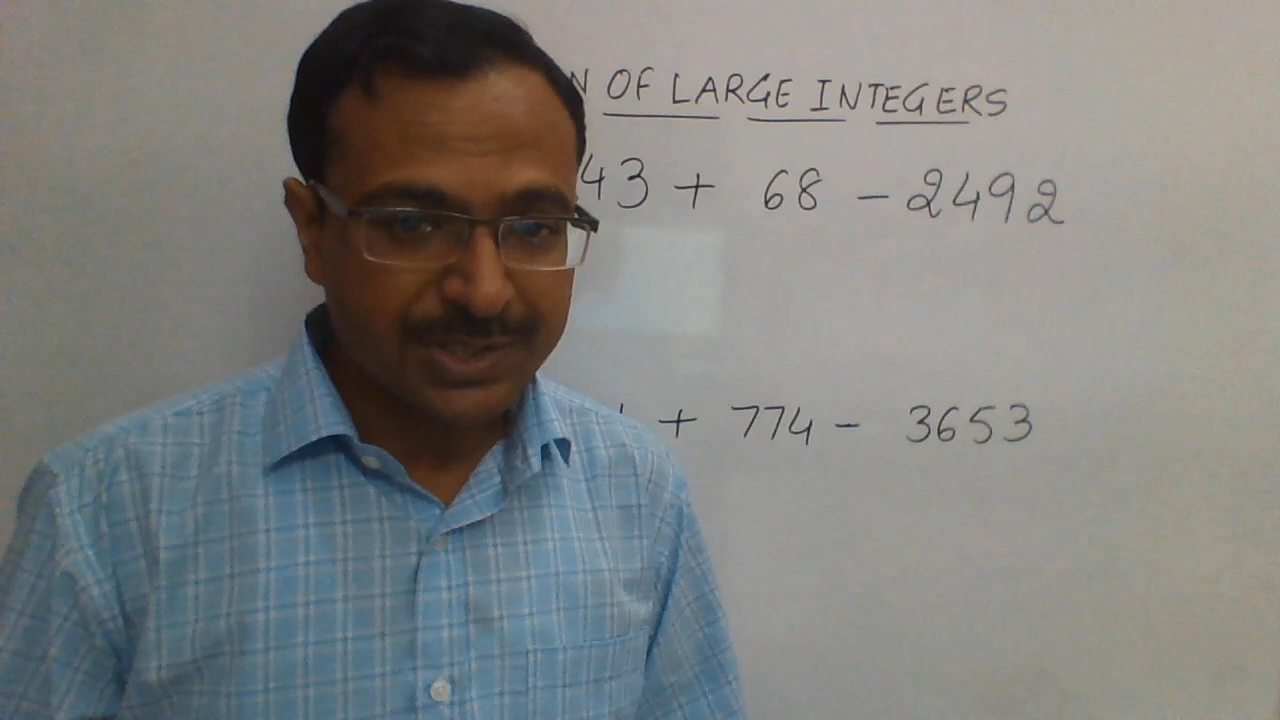 N OF LARGE INTEGERS
43 + 68 - 2492
+ 774 - 3653